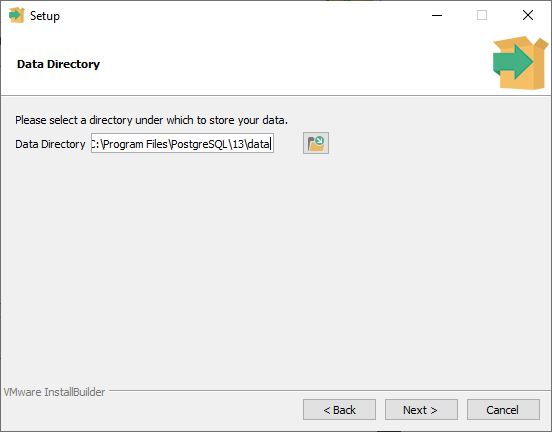 Setup
Data Directory
Please select a directory under which to store your data.
Data Directory C:\Program Files\PostgreSQL\13\data
VMware InstallBuilder
< Back Next > Cancel